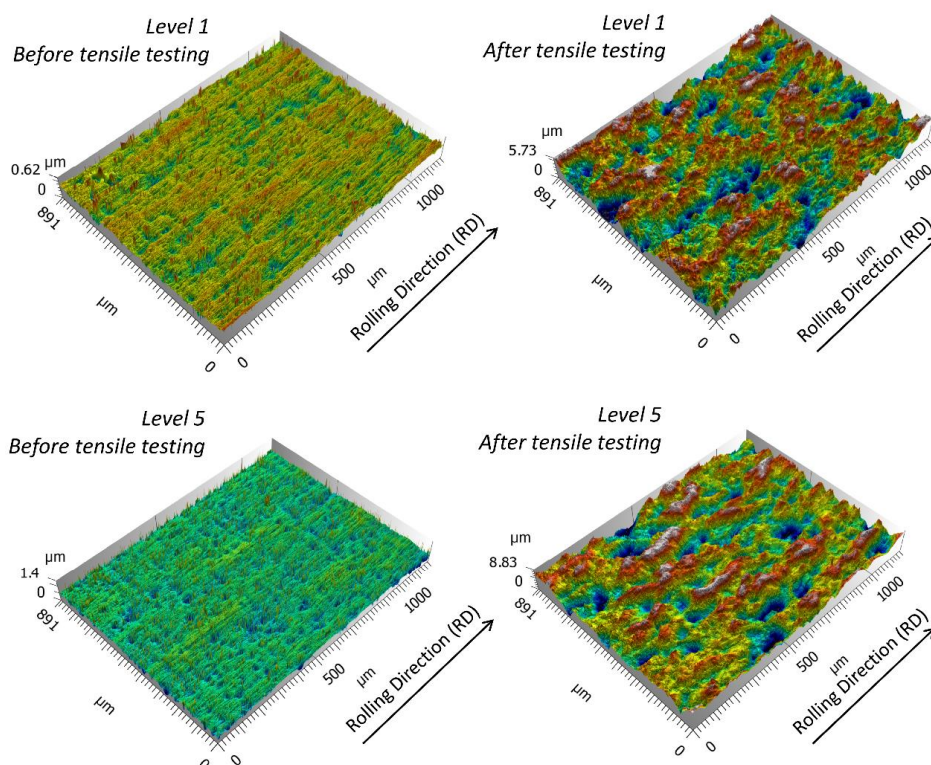 Level 1
Before tensile testing
μm
0.62
0
891
μm
0
0
500
μm
1000
Rolling Direction (RD)
Level 1
After tensile testing
μm
5.73
0
891
μm
0
0
500
μm
1000
Rolling Direction (RD)
Level 5
Before tensile testing
μm
1.4
0
891
μm
0
0
500
μm
1000
Rolling Direction (RD)
Level 5
After tensile testing
μm
8.83
0
891
μm
0
0
500
μm
1000
Rolling Direction (RD)